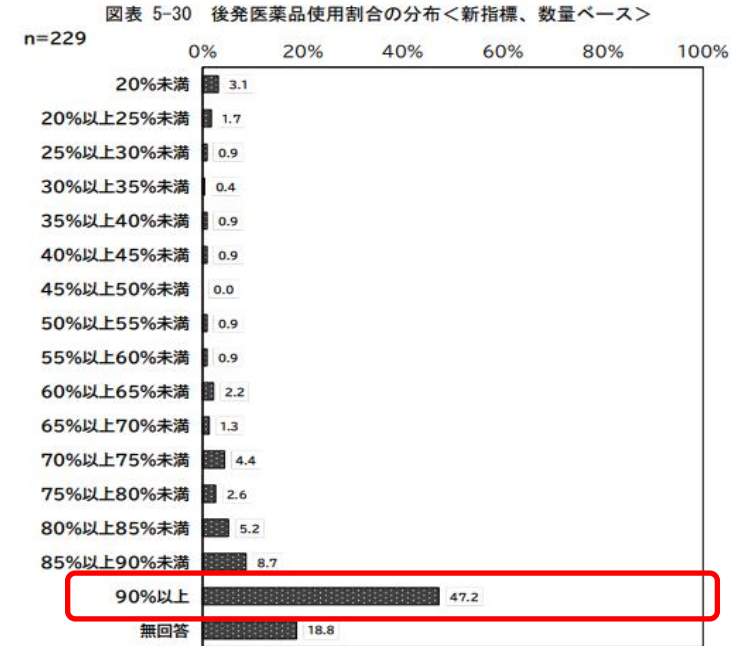 図表 5-30 後発医薬品使用割合の分布<新指標、数量ベース>
n=229
0% 20% 40% 60% 80% 100%
20%未満 3.1
20%以上25%未満 1.7
25%以上30%未満 0.9
30%以上35%未満 0.4
35%以上40%未満 0.9
40%以上45%未満 0.9
45%以上50%未満 0.0
50%以上55%未満 0.9
55%以上60%未満 0.9
60%以上65%未満 2.2
65%以上70%未満 1.3
70%以上75%未満 4.4
75%以上80%未満 2.6
80%以上85%未満 5.2
85%以上90%未満 8.7
90%以上 47.2
無回答 18.8